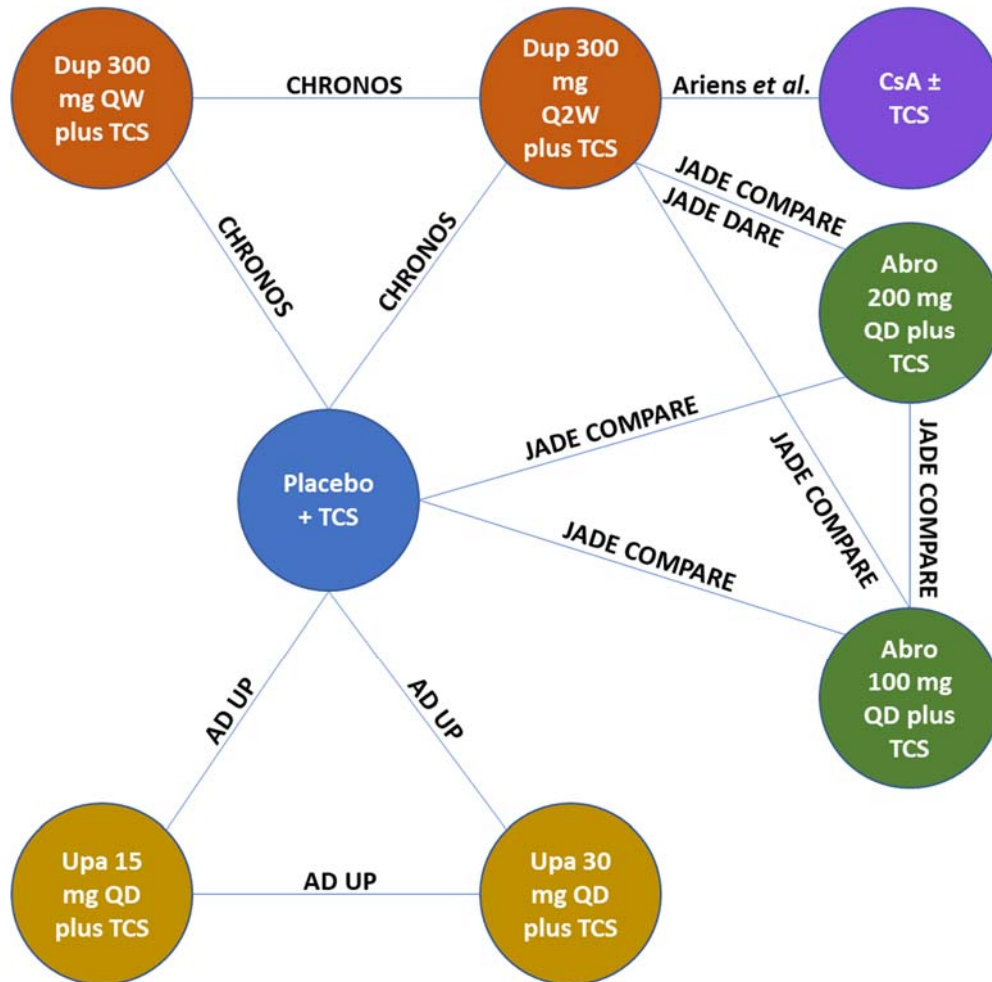 Dup 300
mg QW
plus TCS
CHRONOS
Dup 300
mg
Q2W
plus TCS
Ariens et al.
CsA ±
TCS
JADE COMPARE
JADE DARE
CHRONOS
CHRONOS
Abro
200 mg
QD plus
TCS
JADE COMPARE
JADE COMPARE
JADE COMPARE
Placebo
+ TCS
JADE COMPARE
Abro
100 mg
QD plus
TCS
AD UP
AD UP
Upa 15
mg QD
plus TCS
AD UP
Upa 30
mg QD
plus TCS